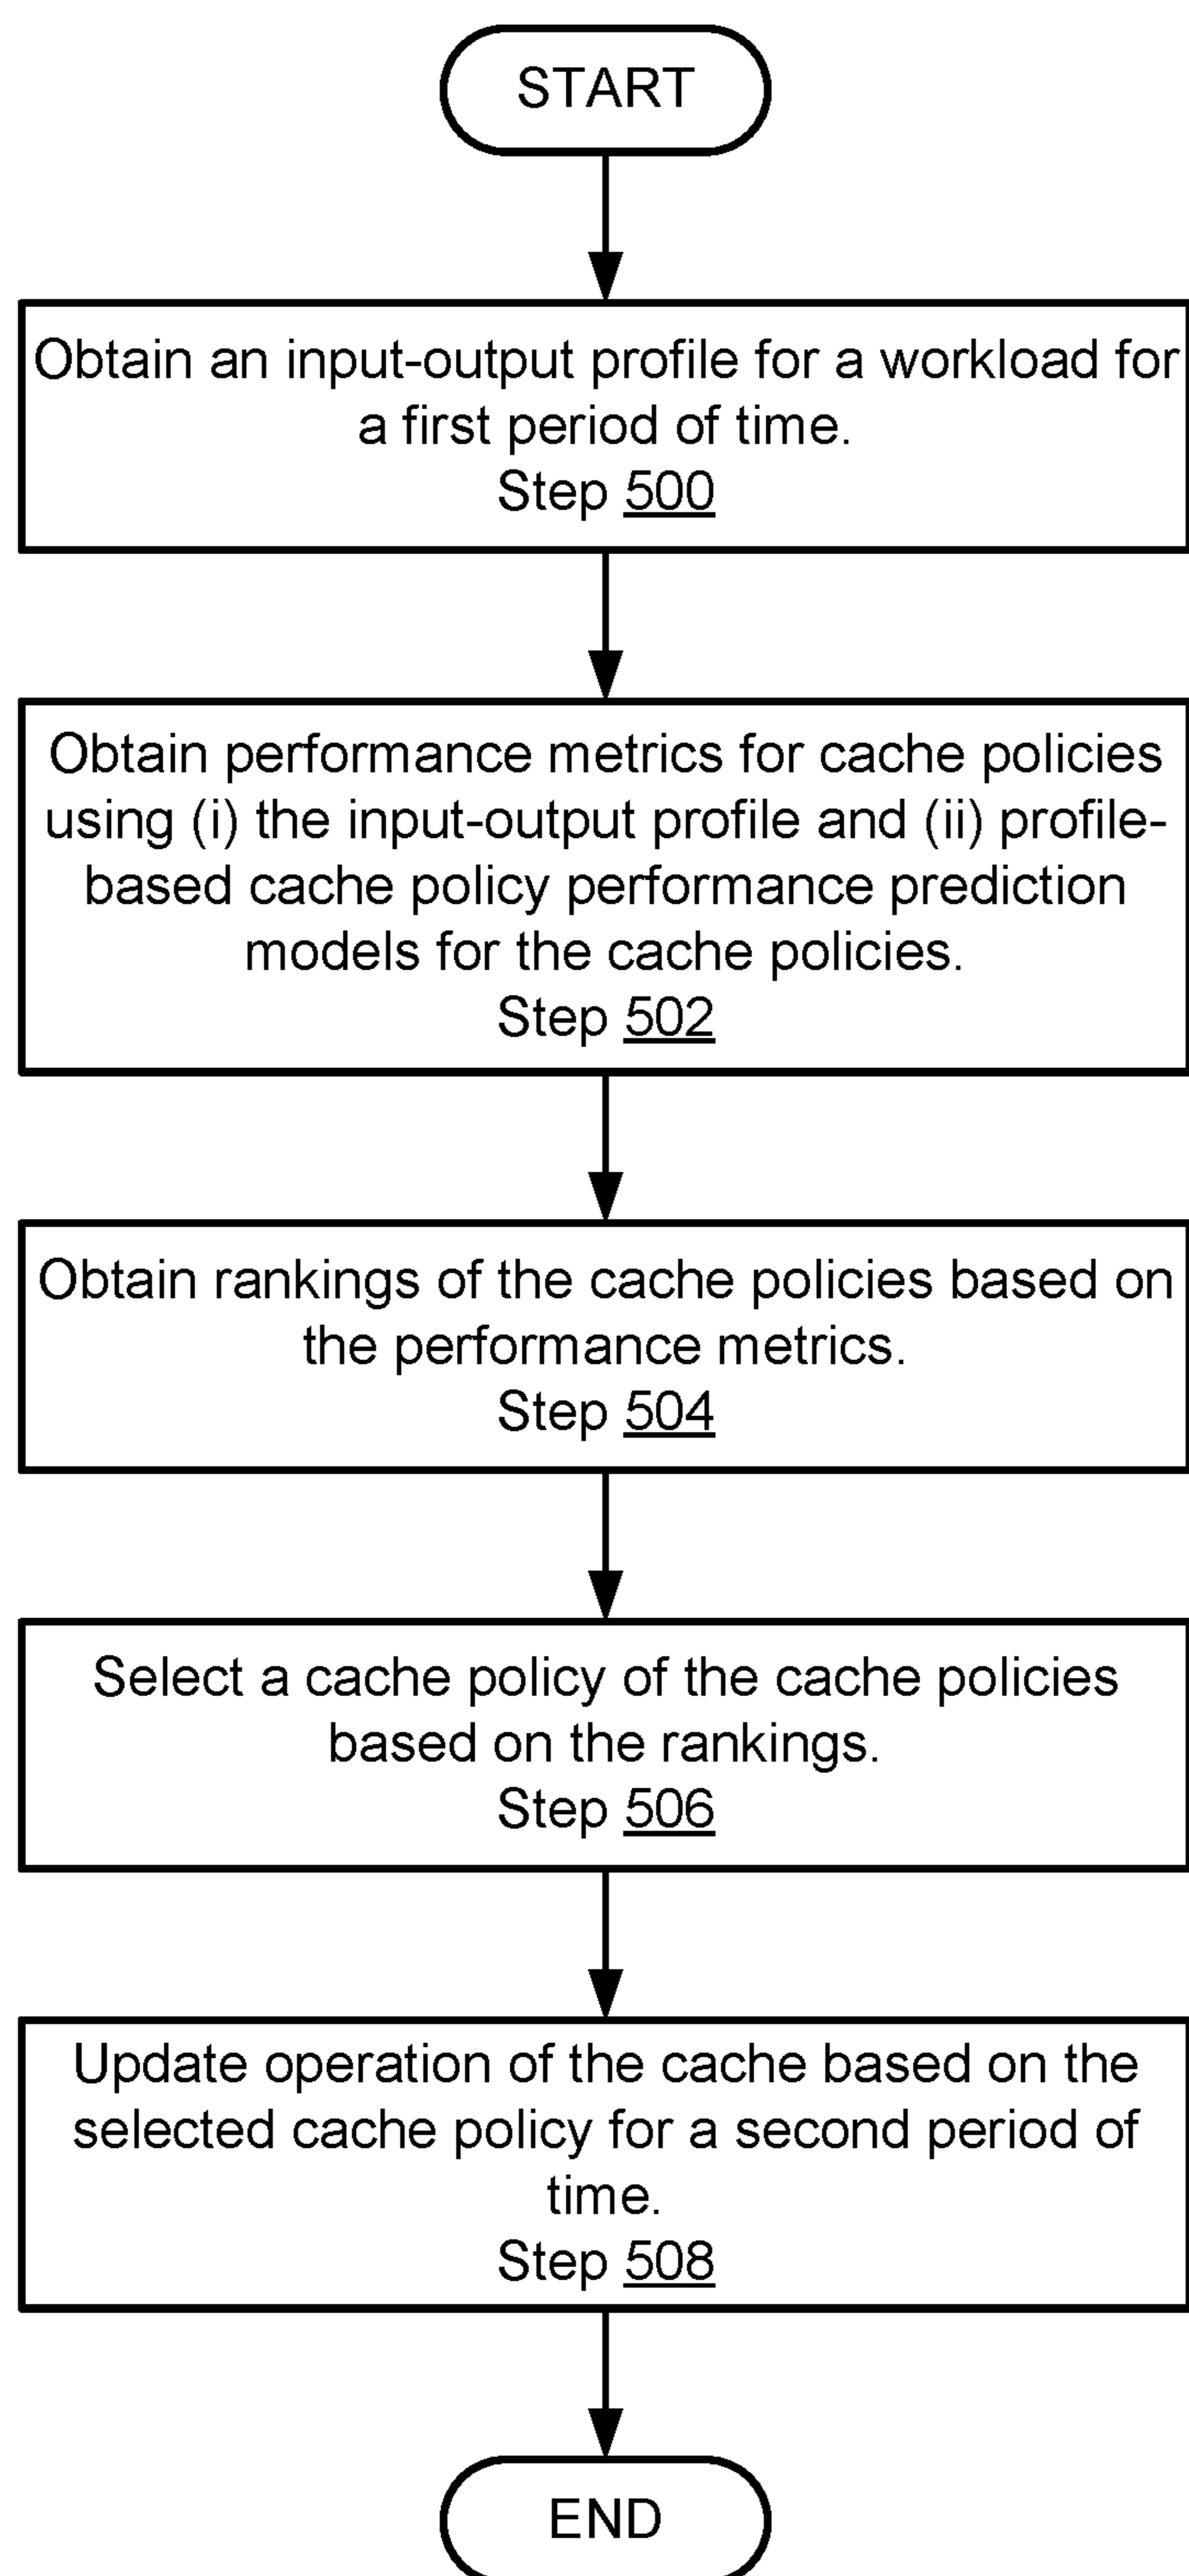 START
Obtain an input-output profile for a workload for
a first period of time.
Step 500
Obtain performance metrics for cache policies
using (i) the input-output profile and (ii) profile-
based cache policy performance prediction
models for the cache policies.
Step 502
Obtain rankings of the cache policies based on
the performance metrics.
Step 504
Select a cache policy of the cache policies
based on the rankings.
Step 506
Update operation of the cache based on the
selected cache policy for a second period of
time.
Step 508
END